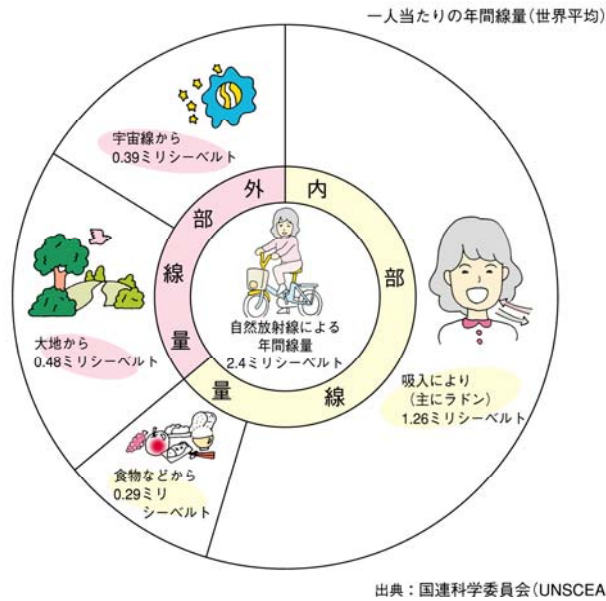 一人当たりの年間線量(世界平均)
宇宙線から
0.39ミリシーベルト
外部線量
内部線量
大地から
0.48ミリシーベルト
自然放射線による
年間線量
2.4ミリシーベルト
吸入により
(主にラドン)
1.26ミリシーベルト
食物などから
0.29ミリ
シーベルト
出典：国連科学委員会(UNSCEA